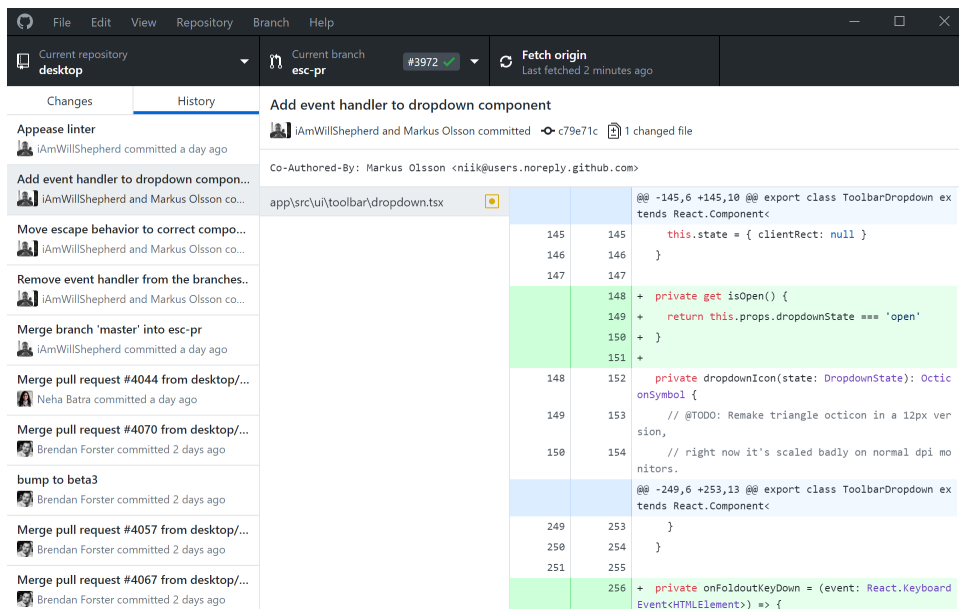 File Edit View Repository Branch Help
Current repository
desktop
Current branch
esc-pr
#3972
Fetch origin
Last fetched 2 minutes ago
Changes History
Appease linter
iAmWillShepherd committed a day ago
Add event handler to dropdown compon...
iAmWillShepherd and Markus Olsson co...
Move escape behavior to correct compo...
iAmWillShepherd and Markus Olsson co...
Remove event handler from the branches..
iAmWillShepherd and Markus Olsson co...
Merge branch 'master' into esc-pr
iAmWillShepherd committed a day ago
Merge pull request #4044 from desktop/...
Neha Batra committed a day ago
Merge pull request #4070 from desktop/...
Brendan Forster committed 2 days ago
bump to beta3
Brendan Forster committed 2 days ago
Merge pull request #4057 from desktop/...
Brendan Forster committed 2 days ago
Merge pull request #4067 from desktop/...
Brendan Forster committed 2 days ago
Add event handler to dropdown component
iAmWillShepherd and Markus Olsson committed c79e71c 1 changed file
Co-Authored-By: Markus Olsson <niik@users.noreply.github.com>
app\src\ui\toolbar\dropdown.tsx
@@ -145,6 +145,10 @@ export class ToolbarDropdown ex
tends React.Component<
145 145 this.state = { clientRect: null }
146 146 }
147 147
148 + private get isOpen() {
149 + return this.props.dropdownState === 'open'
150 + }
151 +
148 152 private dropdownIcon(state: DropdownState): Octic
onSymbol {
149 153 // @TODO: Remake triangle octicon in a 12px ver
sion,
150 154 // right now it's scaled badly on normal dpi mo
nitors.
@@ -249,6 +253,13 @@ export class ToolbarDropdown ex
tends React.Component<
249 253 }
250 254 }
251 255
256 + private onFoldoutKeyDown = (event: React.Keyboard
Event<HTMLElement>) => {